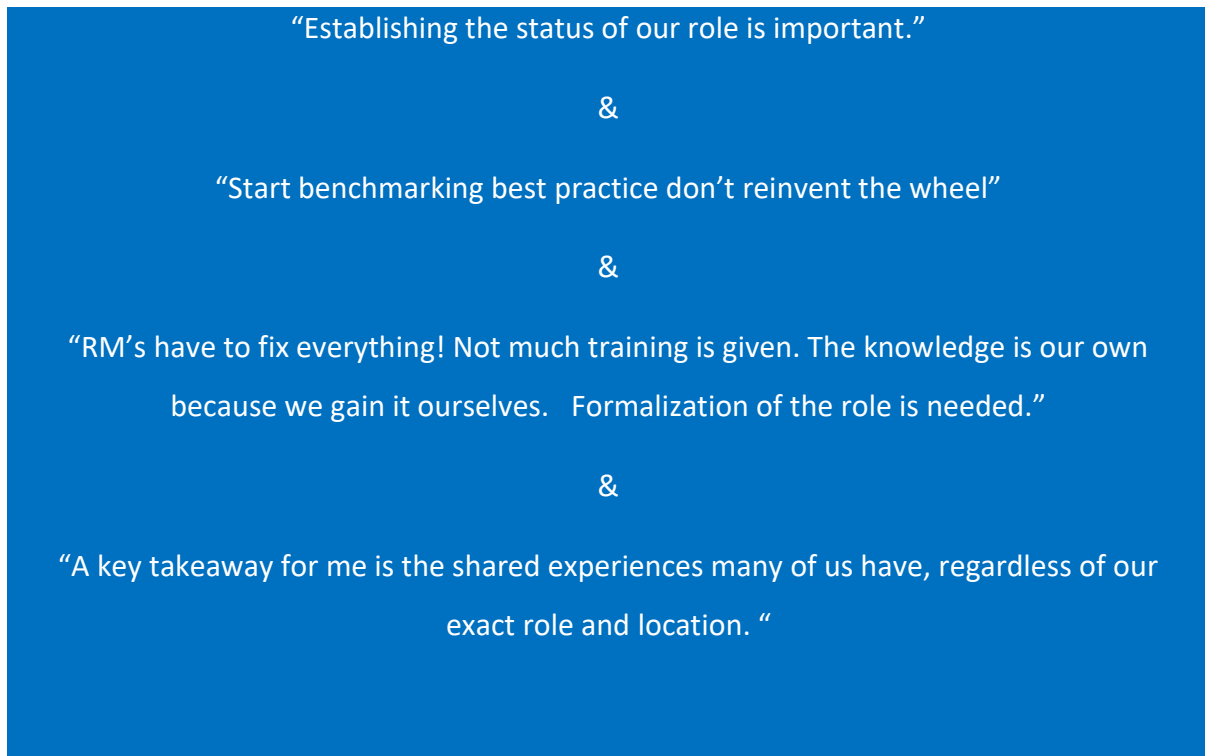 “Establishing the status of our role is important.”
&
“Start benchmarking best practice don’t reinvent the wheel”
&
“RM’s have to fix everything! Not much training is given. The knowledge is our own
because we gain it ourselves.   Formalization of the role is needed.”
&
“A key takeaway for me is the shared experiences many of us have, regardless of our
exact role and location. “